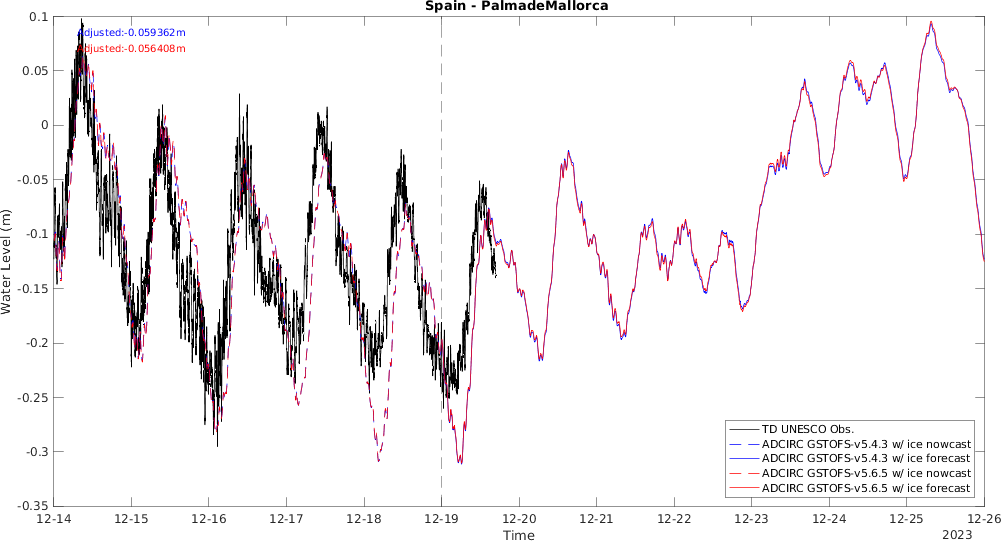 Spain - PalmadeMallorca
Adjusted:-0.059362m
Adjusted:-0.056408m
0.1
0.05
0
-0.05
-0.1
-0.15
-0.2
-0.25
-0.3
-0.35
Water Level (m)
TD UNESCO Obs.
ADCIRC GSTOFS-v5.4.3 w/ ice nowcast
ADCIRC GSTOFS-v5.4.3 w/ ice forecast
ADCIRC GSTOFS-v5.6.5 w/ ice nowcast
ADCIRC GSTOFS-v5.6.5 w/ ice forecast
12-14 12-15 12-16 12-17 12-18 12-19 12-20 12-21 12-22 12-23 12-24 12-25 12-26
Time
2023